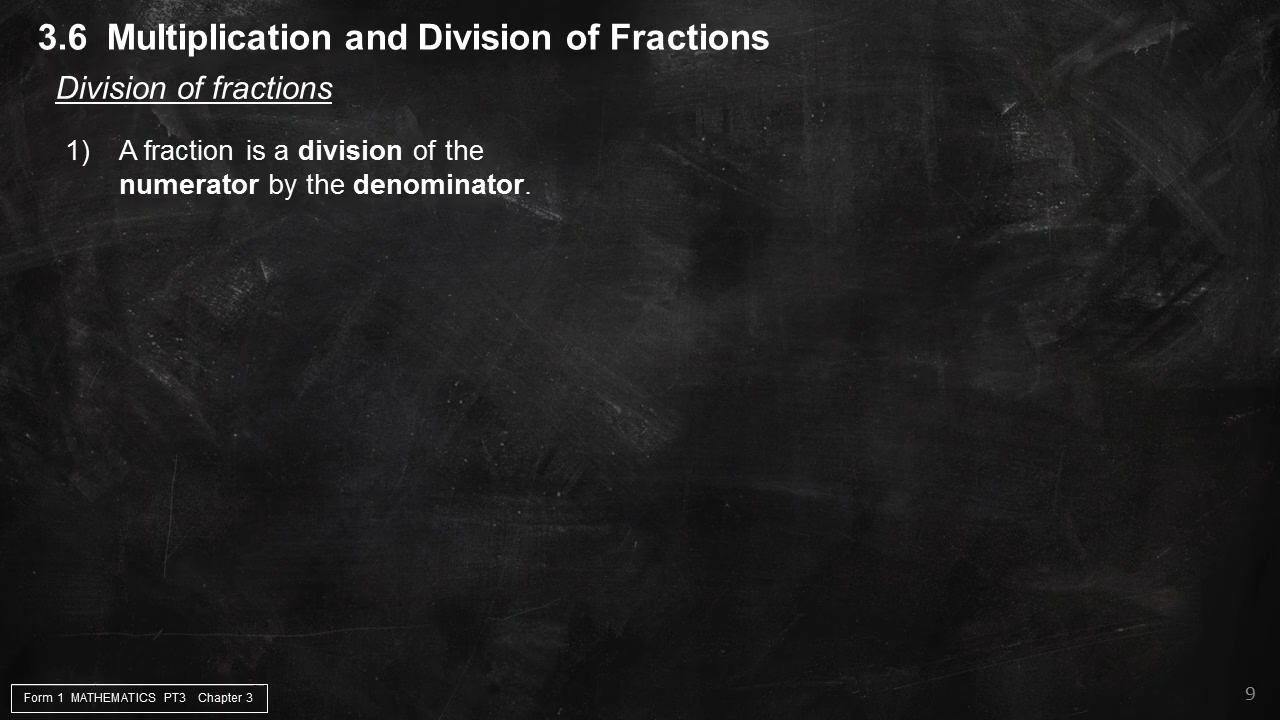 3.6 Multiplication and Division of Fractions
Division of fractions
1) A fraction is a division of the
numerator by the denominator.
Form 1 MATHEMATICS PT3 Chapter 3
9